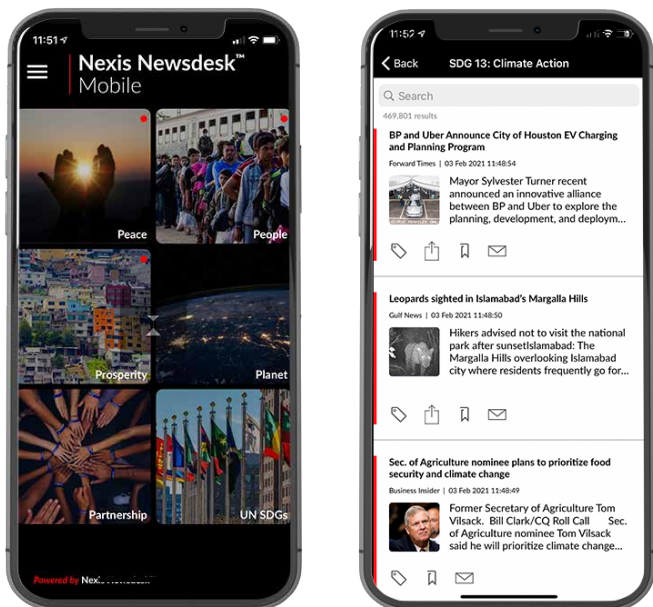 11:51
Nexis Newsdesk™
Mobile
Peace
People
Prosperity
Planet
Partnership
UN SDGs
Powered by
11:52
Back
SDG 13: Climate Action
Search
469,801 results
BP and Uber Announce City of Houston EV Charging
and Planning Program
Forward Times | 03 Feb 2021 11:48:54
Mayor Sylvester Turner recent
announced an innovative alliance
between BP and Uber to explore the
planning, development, and deploym...
Leopards sighted in Islamabad's Margalla Hills
Gulf News | 03 Feb 2021 11:48:50
Hikers advised not to visit the national
park after sunsetIslamabad: The
Margalla Hills overlooking Islamabad
city where residents frequently go for...
Sec. of Agriculture nominee plans to prioritize food
security and climate change
Business Insider | 03 Feb 2021 11:48:49
Former Secretary of Agriculture Tom
Vilsack. Bill Clark/CQ Roll Call Sec.
of Agriculture nominee Tom Vilsack
said he will prioritize climate change...